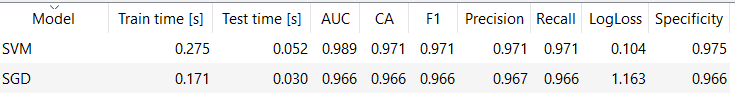 Model Train time [s] Test time [s] AUC CA F1 Precision Recall LogLoss Specificity
SVM 0.275 0.052 0.989 0.971 0.971 0.971 0.971 0.104 0.975
SGD 0.171 0.030 0.966 0.966 0.966 0.967 0.966 1.163 0.966